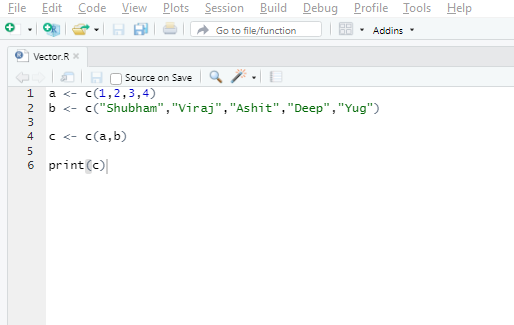 File Edit Code View Plots Session Build Debug Profile Tools Help
Go to file/function Addins
Vector.R
Source on Save
1 a <- c(1,2,3,4)
2 b <- c("Shubham","Viraj","Ashit","Deep","Yug")
3
4 c <- c(a,b)
5
6 print(c)